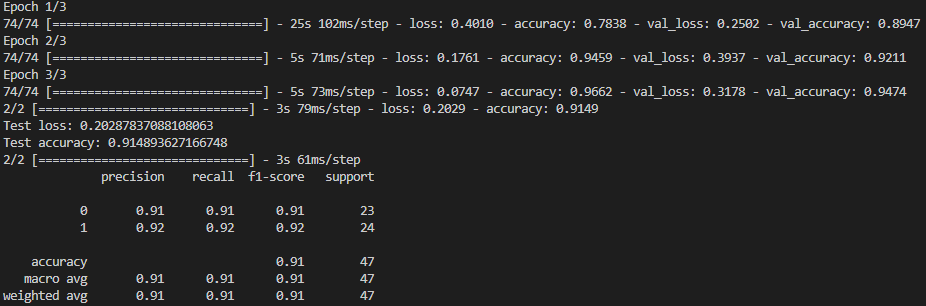 Epoch 1/3
74/74 [==============================] - 25s 102ms/step - loss: 0.4010 - accuracy: 0.7838 - val_loss: 0.2502 - val_accuracy: 0.8947
Epoch 2/3
74/74 [==============================] - 5s 71ms/step - loss: 0.1761 - accuracy: 0.9459 - val_loss: 0.3937 - val_accuracy: 0.9211
Epoch 3/3
74/74 [==============================] - 5s 73ms/step - loss: 0.0747 - accuracy: 0.9662 - val_loss: 0.3178 - val_accuracy: 0.9474
2/2 [==============================] - 3s 79ms/step - loss: 0.2029 - accuracy: 0.9149
Test loss: 0.20287837088108063
Test accuracy: 0.914893627166748
2/2 [==============================] - 3s 61ms/step
precision recall f1-score support
0 0.91 0.91 0.91 23
1 0.92 0.92 0.92 24
accuracy 0.91 47
macro avg 0.91 0.91 0.91 47
weighted avg 0.91 0.91 0.91 47